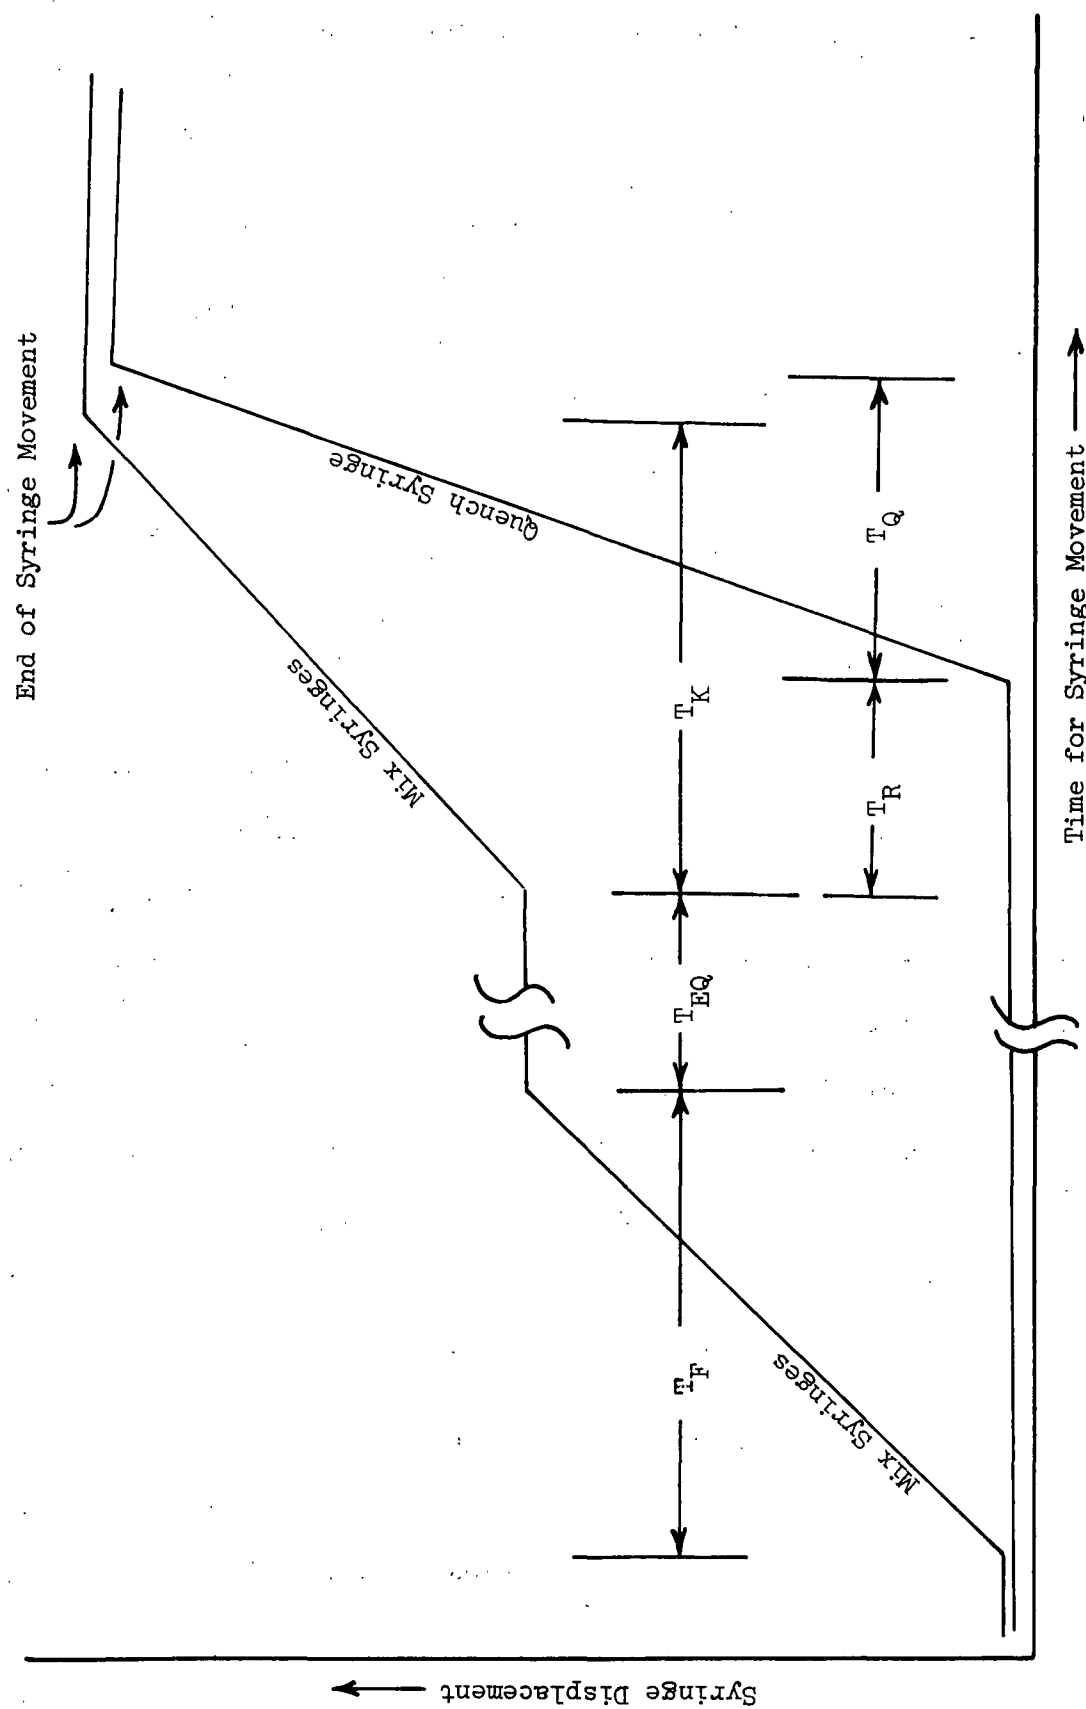 End of Syringe Movement
Quench Syringe
Mix Syringes
T_K
T_Q
T_R
T_EQ
T_F
Mix Syringes
Syringe Displacement
Time for Syringe Movement